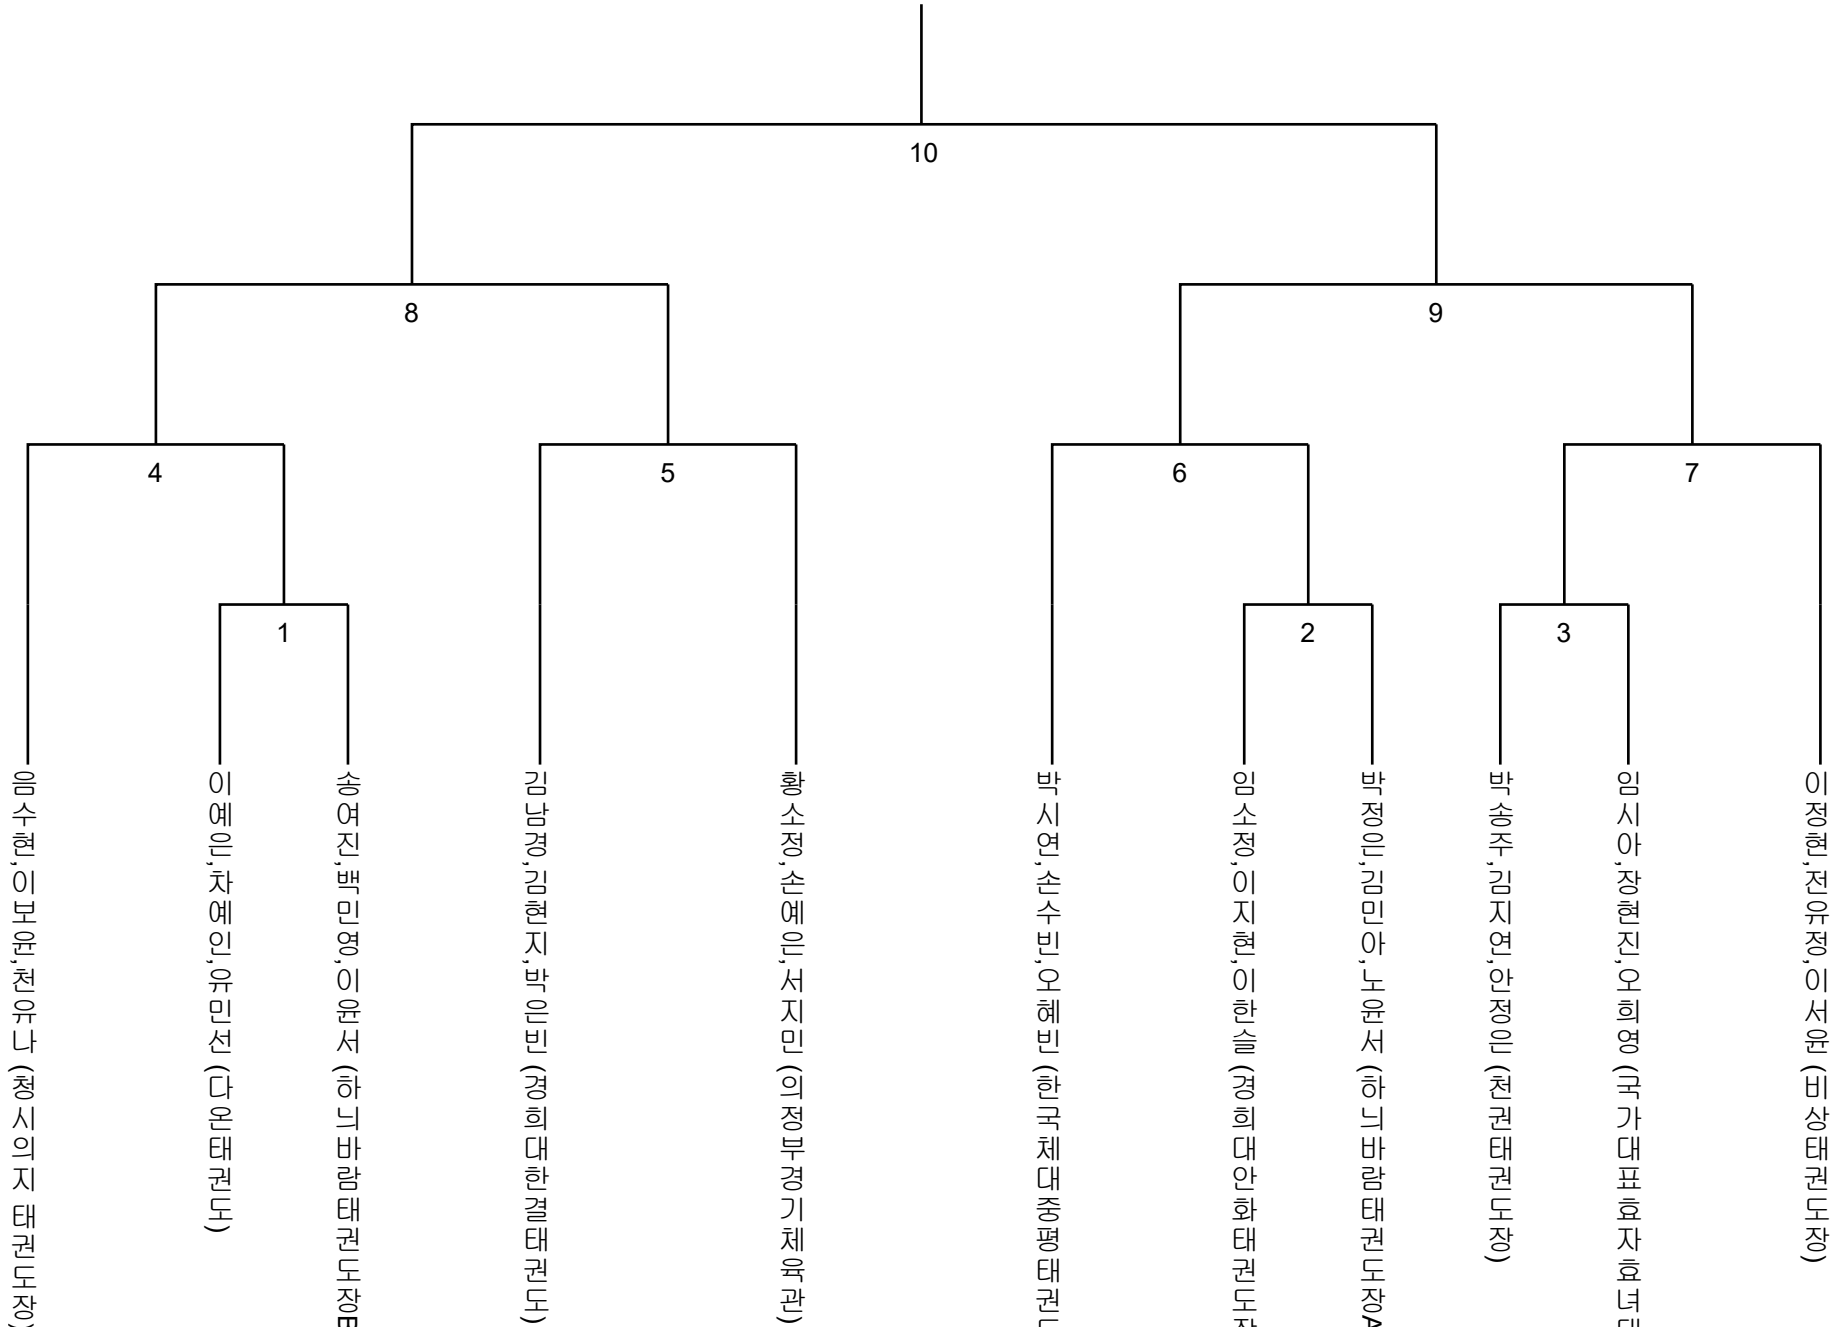 10
8
9
4
5
6
7
1
2
3
음수현,이보윤,천유나 (청시의지 태권도장)
이예은,차예인,유민선 (다온태권도)
송여진,백민영,이윤서 (하늬바람태권도장B
김남경,김현지,박은빈 (경희대한결태권도)
황소정,손예은,서지민 (의정부경기체육관)
박시연,손수빈,오혜빈 (한국체대중평태권도
임소정,이지현,이한슬 (경희대안화태권도장
박정은,김민아,노윤서 (하늬바람태권도장A
박송주,김지연,안정은 (천권태권도장)
임시아,장현진,오희영 (국가대표효자효녀태
이정현,전유정,이서윤 (비상태권도장)